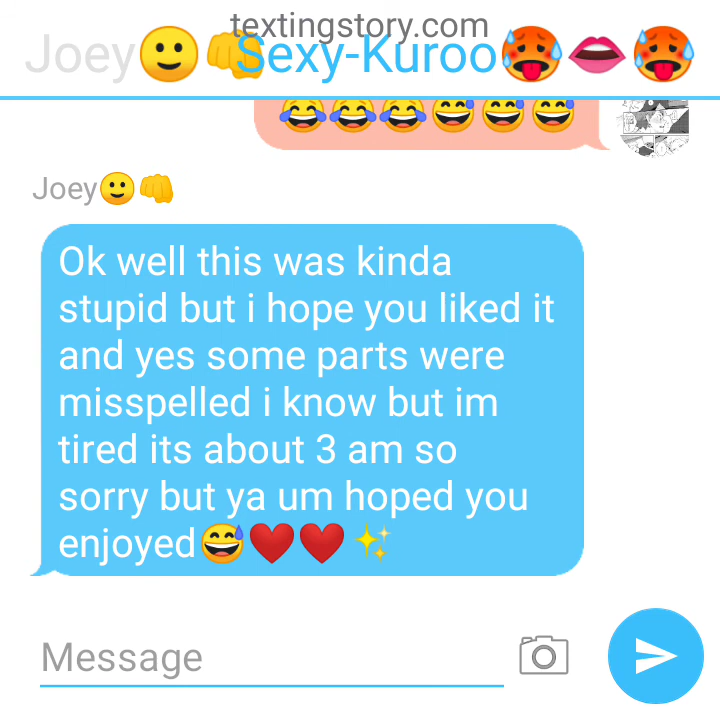 textingstory.com
Joey🙂👊Sexy-Kuroo🥵👄🥵
😂😂😂😅😅😅
Joey🙂👊
Ok well this was kinda
stupid but i hope you liked it
and yes some parts were
misspelled i know but im
tired its about 3 am so
sorry but ya um hoped you
enjoyed😅❤️❤️✨
Message